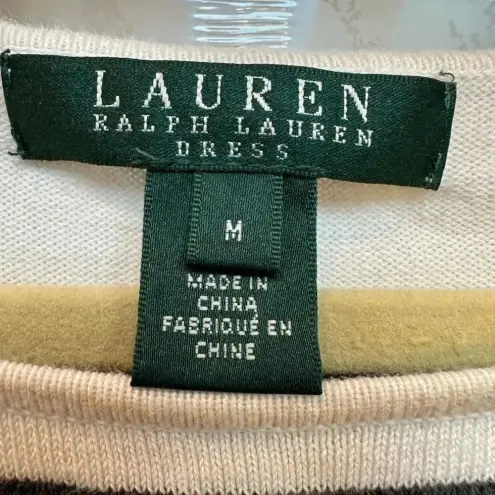 LAUREN
RALPH LAUREN
DRESS
M
MADE IN
CHINA
FABRIQUÉ EN
CHINE